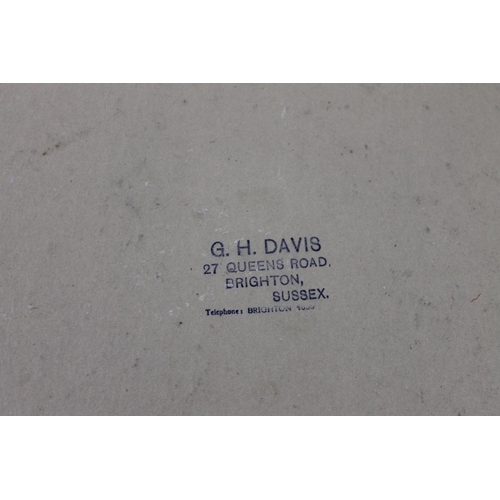 G. H. DAVIS
27 QUEENS ROAD.
BRIGHTON,
SUSSEX.
Telephone: BRIGHTON